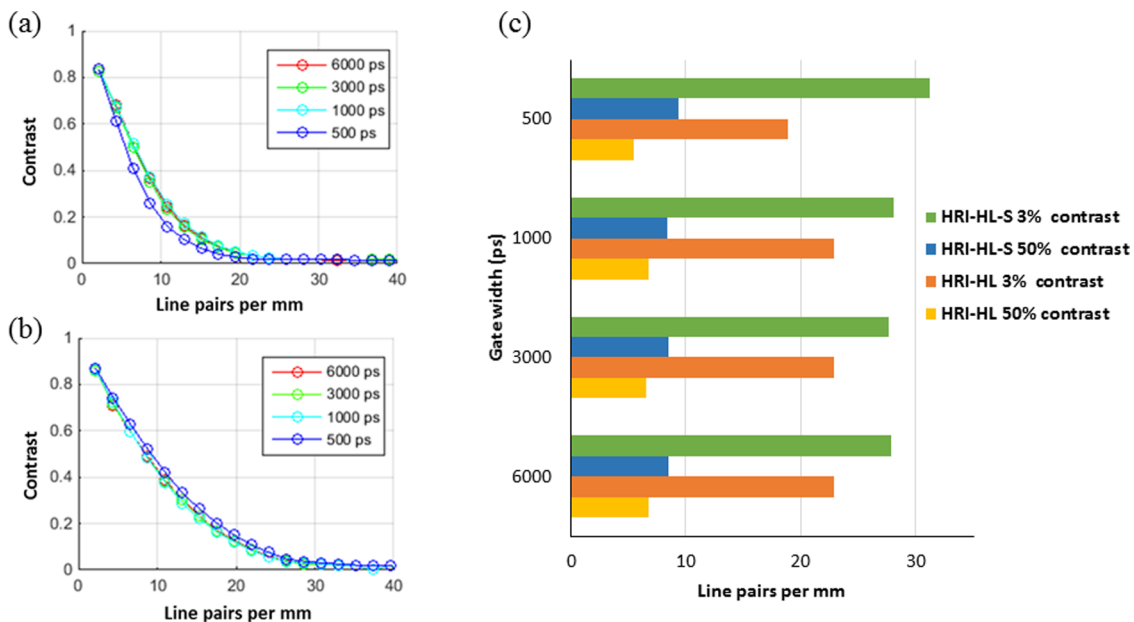 (a)
Contrast
1
0.8
0.6
0.4
0.2
0
0 10 20 30 40
Line pairs per mm
6000 ps
3000 ps
1000 ps
500 ps
(b)
Contrast
1
0.8
0.6
0.4
0.2
0
0 10 20 30 40
Line pairs per mm
6000 ps
3000 ps
1000 ps
500 ps
(c)
Gate width (ps)
500
1000
3000
6000
0 10 20 30
Line pairs per mm
HRI-HL-S 3% contrast
HRI-HL-S 50% contrast
HRI-HL 3% contrast
HRI-HL 50% contrast